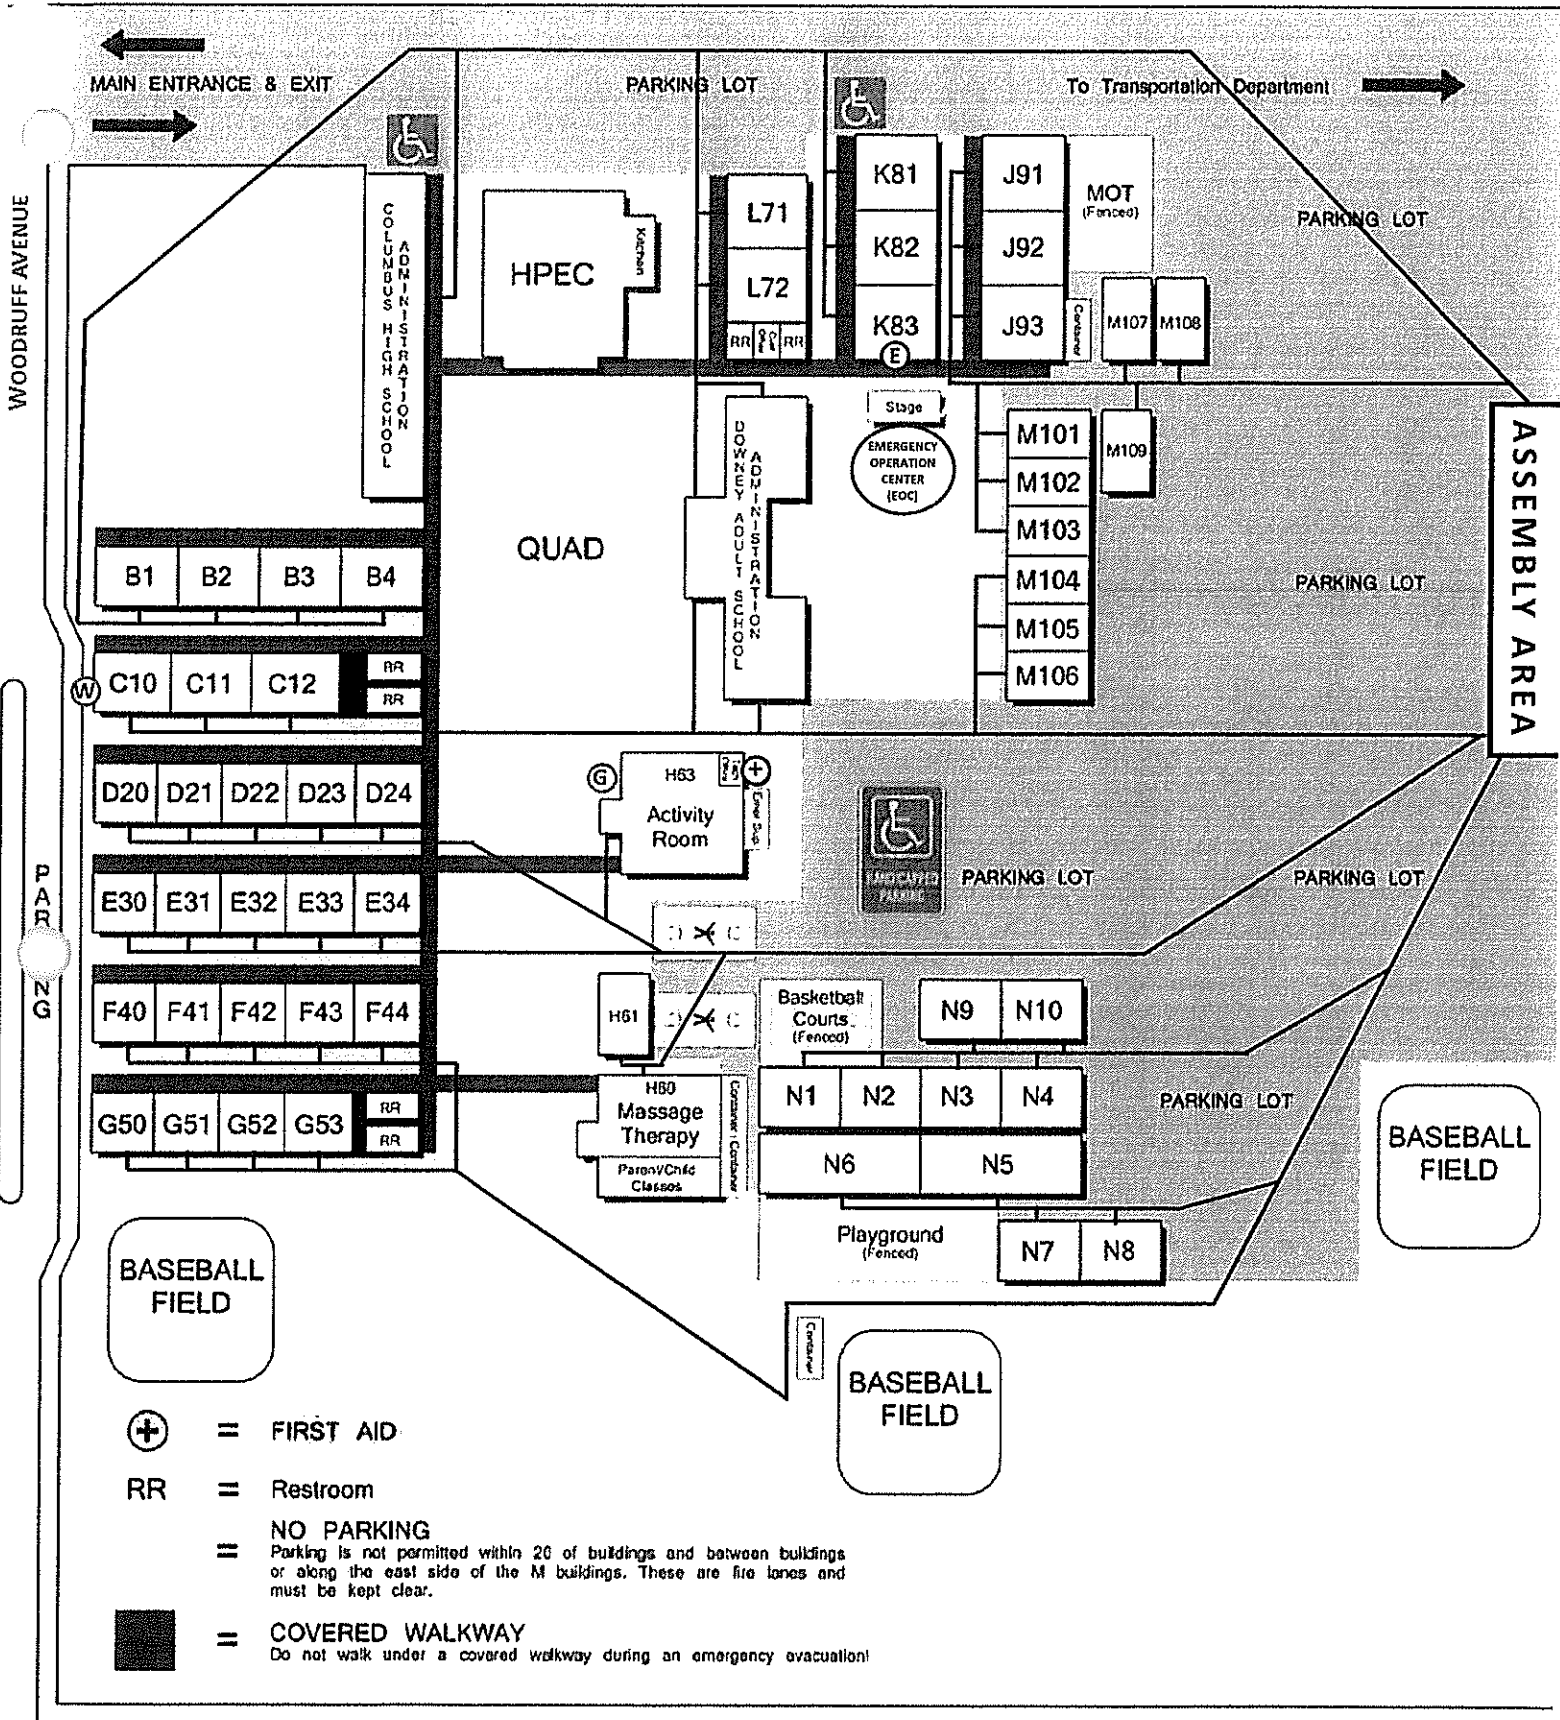 MAIN ENTRANCE & EXIT
PARKING LOT
To Transportation Department
WOODRUFF AVENUE
COLUMBUS HIGH SCHOOL
ADMINISTRATION
HPEC
Kitchen
L71
L72
RR
RR
K81
K82
K83
E
J91
J92
J93
MOT
(Fenced)
Container
M107
M108
PARKING LOT
Stage
EMERGENCY
OPERATION
CENTER
(EOC)
M101
M102
M103
M104
M105
M106
M109
PARKING LOT
ASSEMBLY AREA
QUAD
DOWNEY ADULT SCHOOL
ADMINISTRATION
B1
B2
B3
B4
W
C10
C11
C12
RR
RR
D20
D21
D22
D23
D24
G
H63
Activity
Room
HANDICAPPED
PARKING
PARKING LOT
PARKING LOT
E30
E31
E32
E33
E34
PAR
NG
F40
F41
F42
F43
F44
H61
Basketball
Courts
(Fenced)
N9
N10
G50
G51
G52
G53
RR
RR
H60
Massage
Therapy
Parent/Child
Classes
Container
Container
N1
N2
N3
N4
N6
N5
PARKING LOT
BASEBALL
FIELD
Playground
(Fenced)
N7
N8
BASEBALL
FIELD
Container
BASEBALL
FIELD
= FIRST AID
RR = Restroom
= NO PARKING
Parking is not permitted within 20 of buildings and between buildings
or along the east side of the M buildings. These are fire lanes and
must be kept clear.
= COVERED WALKWAY
Do not walk under a covered walkway during an emergency evacuation!